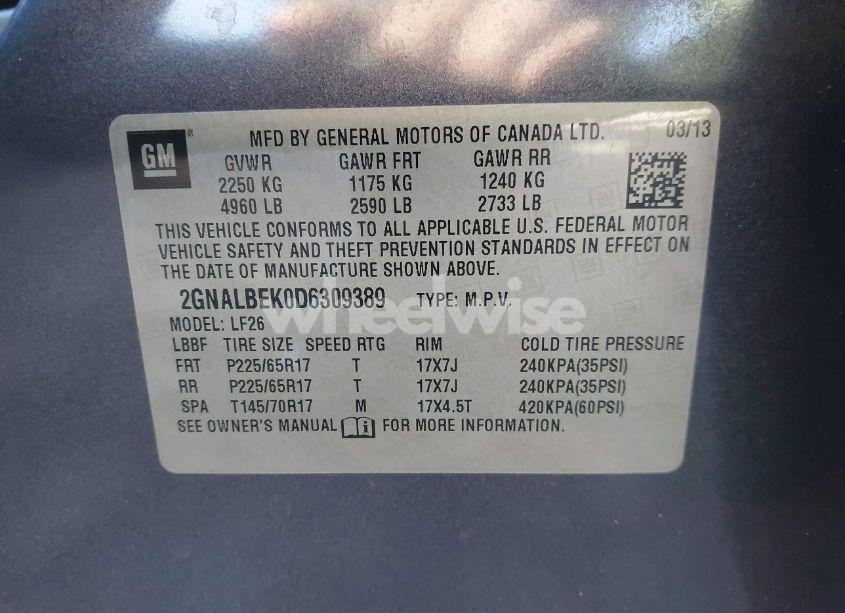 GM ®
MFD BY GENERAL MOTORS OF CANADA LTD. 03/13
GVWR GAWR FRT GAWR RR
2250 KG 1175 KG 1240 KG
4960 LB 2590 LB 2733 LB
THIS VEHICLE CONFORMS TO ALL APPLICABLE U.S. FEDERAL MOTOR
VEHICLE SAFETY AND THEFT PREVENTION STANDARDS IN EFFECT ON
THE DATE OF MANUFACTURE SHOWN ABOVE.
2GNALBEK0D6309389 TYPE: M.P.V.
wheelwise
MODEL: LF26
LBBF TIRE SIZE SPEED RTG RIM COLD TIRE PRESSURE
FRT P225/65R17 T 17X7J 240KPA(35PSI)
RR P225/65R17 T 17X7J 240KPA(35PSI)
SPA T145/70R17 M 17X4.5T 420KPA(60PSI)
SEE OWNER'S MANUAL FOR MORE INFORMATION.